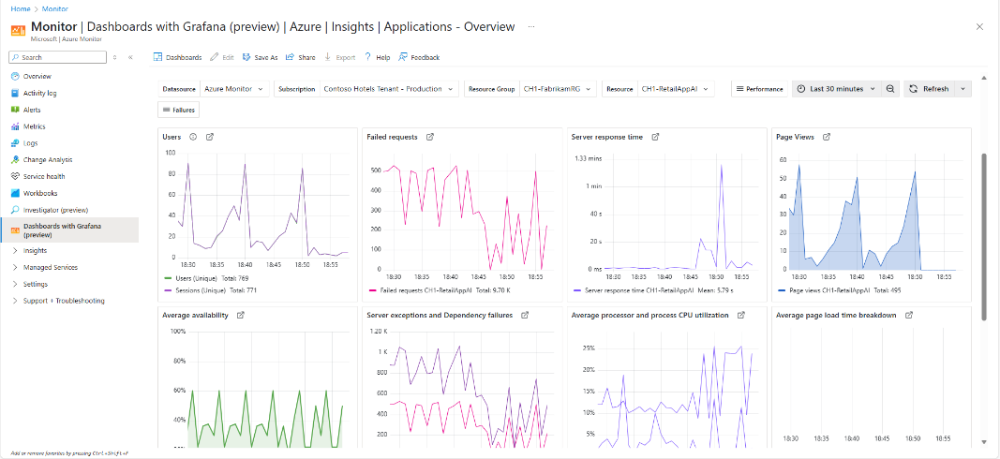 Home > Monitor
Monitor | Dashboards with Grafana (preview) | Azure | Insight | Applications - Overview ...
Microsoft | Azure Monitor
Search
Dashboards Edit Save As Share Export ? Help Feedback
Overview
Activity log
Alerts
Metrics
Logs
Change Analysis
Service health
Workbooks
Investigator (preview)
Dashboards with Grafana
(preview)
Insights
Managed Services
Settings
Support + Troubleshooting
Add or remove favorites by pressing Ctrl+Shift+F
Datasource Azure Monitor Subscription Contoso Hotels Tenant - Production Resource Group CH1-FabrikamRG Resource CH1-RetailAppAI Performance Last 30 minutes Refresh
Failures
Users
100
80
60
40
20
0
18:30 18:35 18:40 18:45 18:50 18:55
Users (Unique) Total: 769
Sessions (Unique) Total: 771
Failed requests
500
400
300
200
100
0
18:30 18:35 18:40 18:45 18:50 18:55
Failed requests CH1-RetailAppAI Total: 9.70 K
Server response time
1.33 mins
1 min
40 s
20 s
0 ms
18:30 18:35 18:40 18:45 18:50 18:55
Server response time CH1-RetailAppAI Mean: 5.79 s
Page Views
60
50
40
30
20
10
0
18:30 18:35 18:40 18:45 18:50 18:55
Page views CH1-RetailAppAI Total: 495
Average availability
100%
80%
60%
40%
Server exceptions and Dependency failures
1.20 K
1 K
800
600
400
200
Average processor and process CPU utilization
25%
20%
15%
10%
5%
Average page load time breakdown
18:30 18:35 18:40 18:45 18:50 18:55